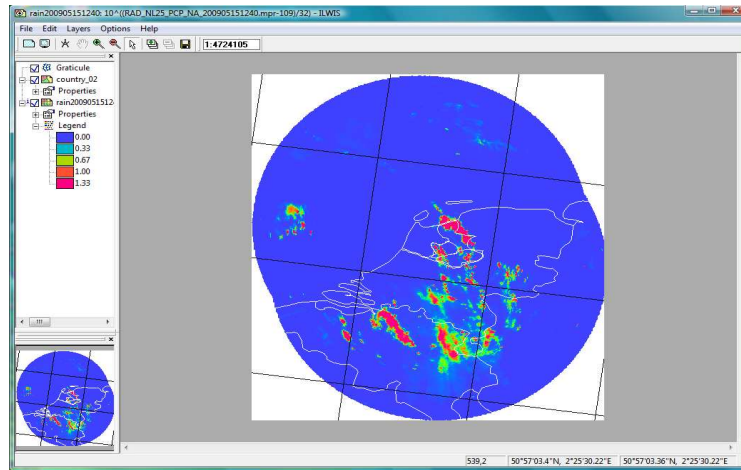 rain200905151240: 10^((RAD_NL25_PCP_NA_200905151240.mpr-109)/32) - ILWIS
File Edit Layers Options Help
1:4724105
Graticule
country_02
Properties
rain2009051512
Properties
Legend
0.00
0.33
0.67
1.00
1.33
539,2 50°57'03.4"N, 2°25'30.22"E 50°57'03.36"N, 2°25'30.22"E